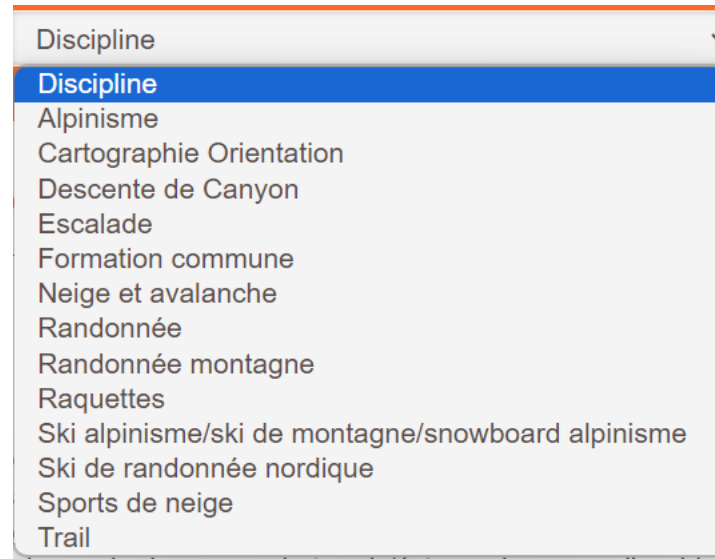 Discipline
Discipline
Alpinisme
Cartographie Orientation
Descente de Canyon
Escalade
Formation commune
Neige et avalanche
Randonnée
Randonnée montagne
Raquettes
Ski alpinisme/ski de montagne/snowboard alpinisme
Ski de randonnée nordique
Sports de neige
Trail